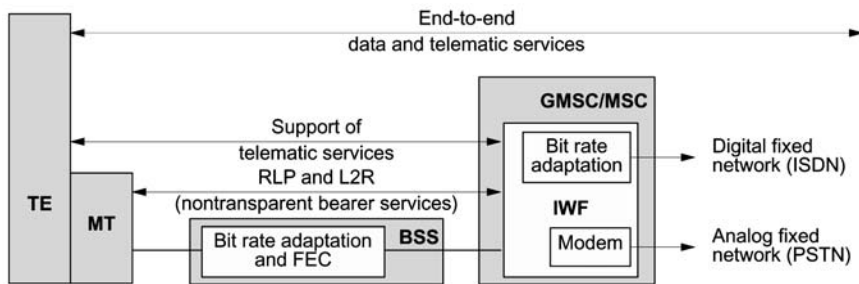 End-to-end
data and telematic services
GMSC/MSC
Support of
telematic services
Bit rate
adaptation
Digital fixed
network (ISDN)
RLP and L2R
(nontransparent bearer services)
TE
MT
IWF
BSS
Bit rate adaptation
and FEC
Modem
Analog fixed
network (PSTN)